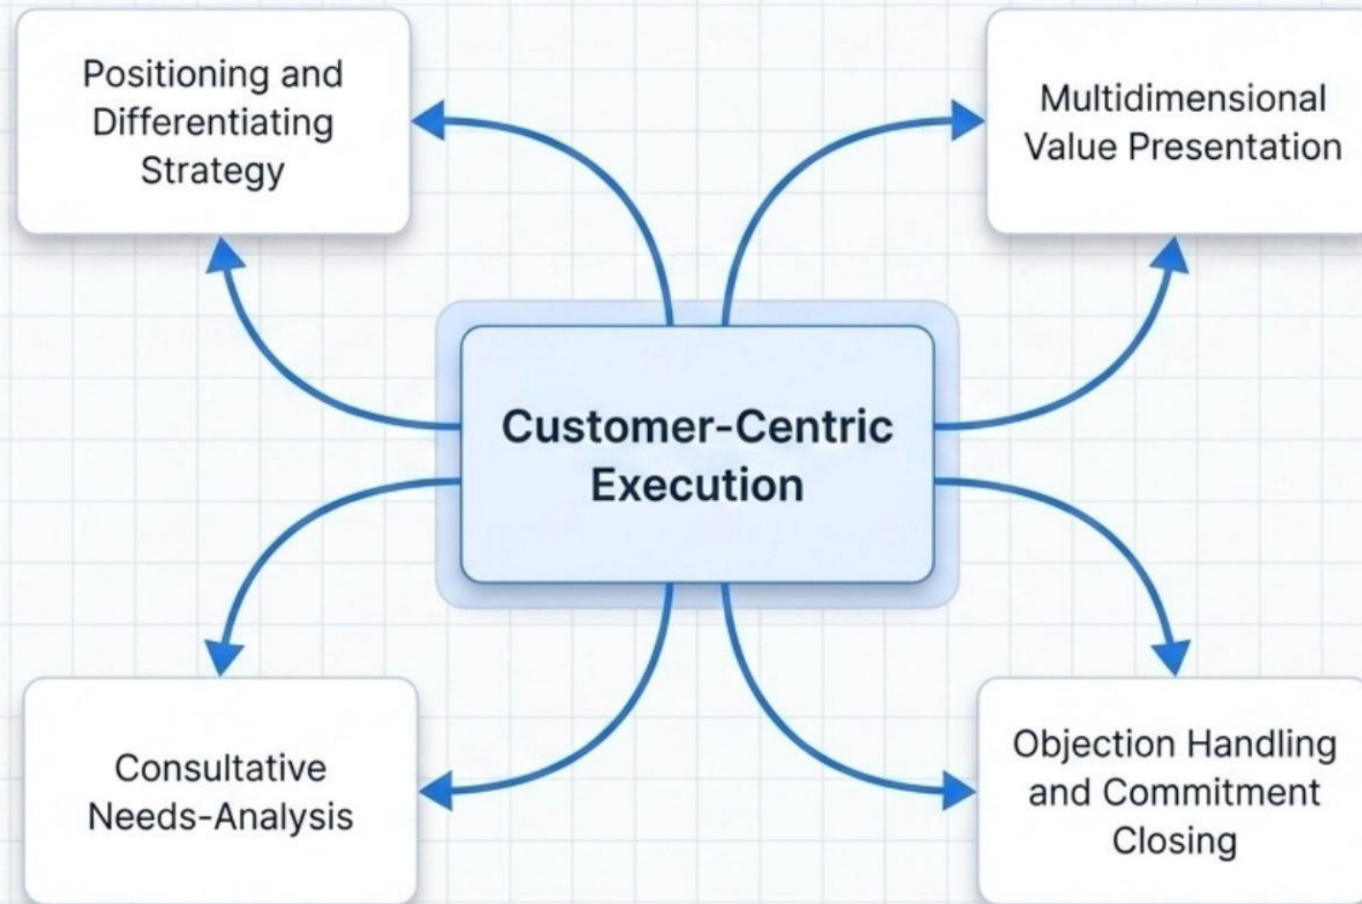 Positioning and
Differentiating
Strategy
Multidimensional
Value Presentation
Customer-Centric
Execution
Consultative
Needs-Analysis
Objection Handling
and Commitment
Closing